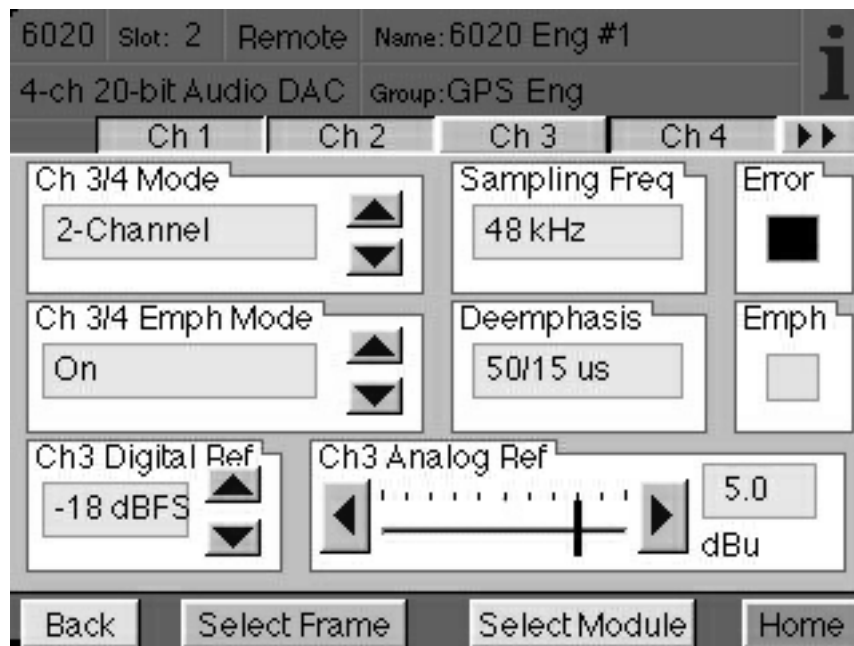 6020 Slot: 2 Remote Name: 6020 Eng #1
4-ch 20-bit Audio DAC Group: GPS Eng
i
Ch 1 Ch 2 Ch 3 Ch 4
Ch 3/4 Mode Sampling Freq Error
2-Channel 48 kHz
Ch 3/4 Emph Mode Deemphasis Emph
On 50/15 us
Ch3 Digital Ref Ch3 Analog Ref
-18 dBFS 5.0
dBu
Back Select Frame Select Module Home